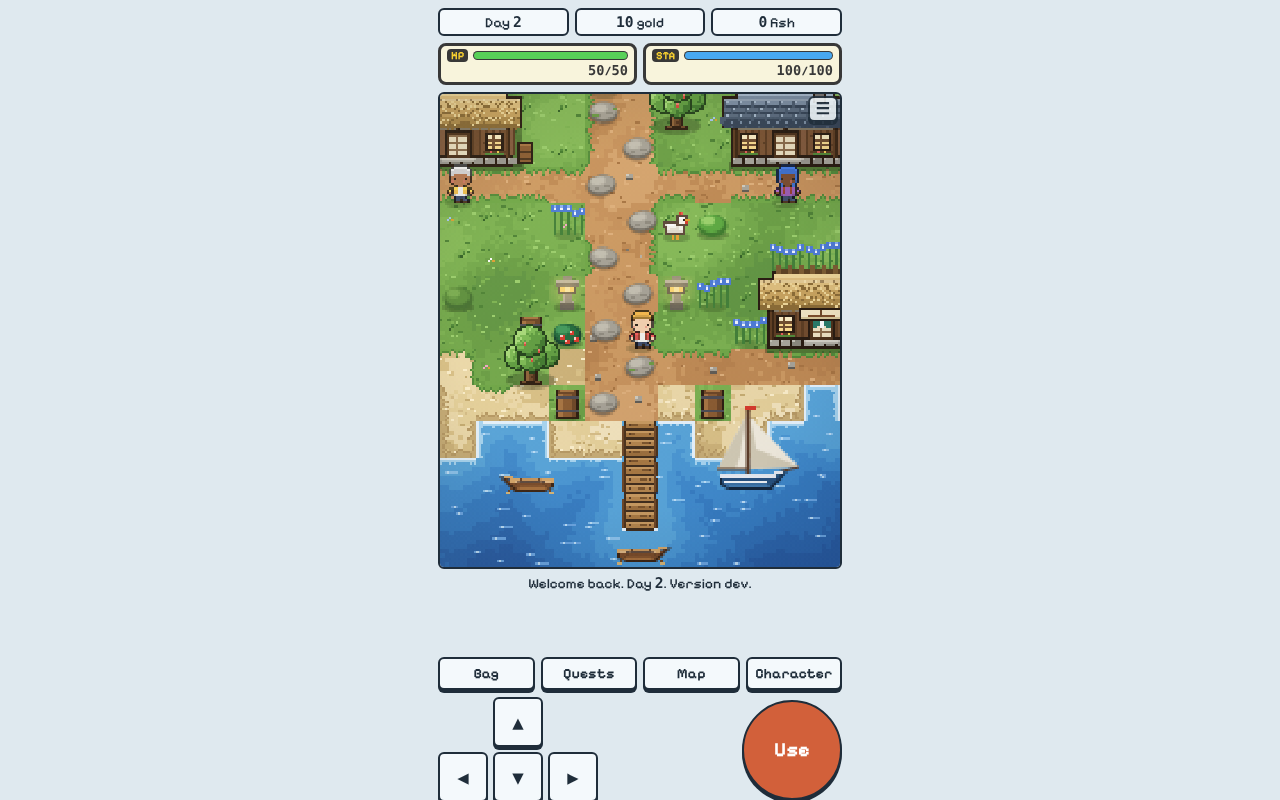 Day 2
10 gold
0 fish
HP
50/50
STA
100/100
Welcome back. Day 2. Version dev.
Bag
Quests
Map
Character
Use